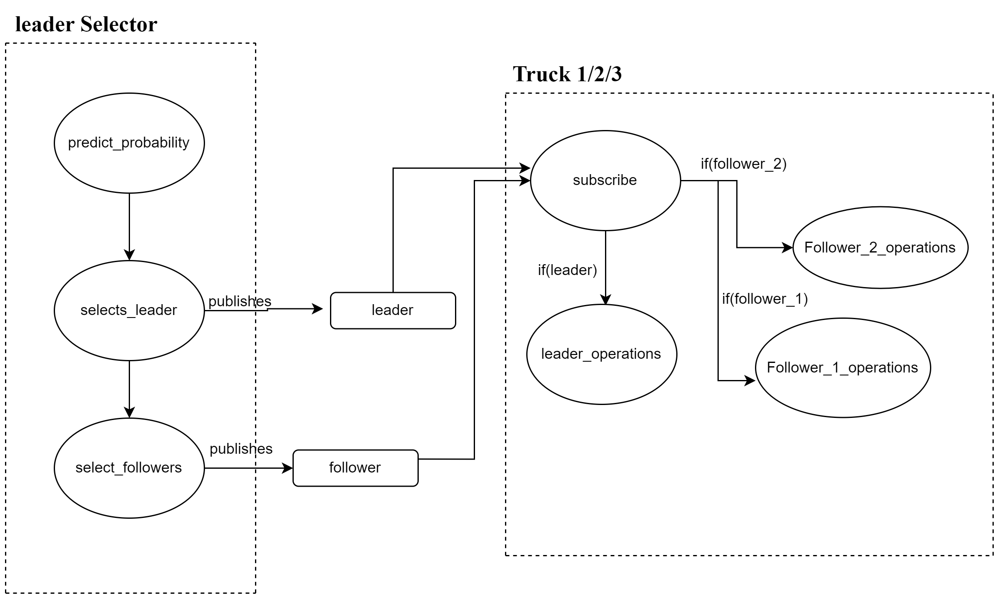 leader Selector
predict_probability
selects_leader
publishes
select_followers
publishes
leader
follower
Truck 1/2/3
subscribe
if(follower_2)
Follower_2_operations
if(leader)
if(follower_1)
leader_operations
Follower_1_operations